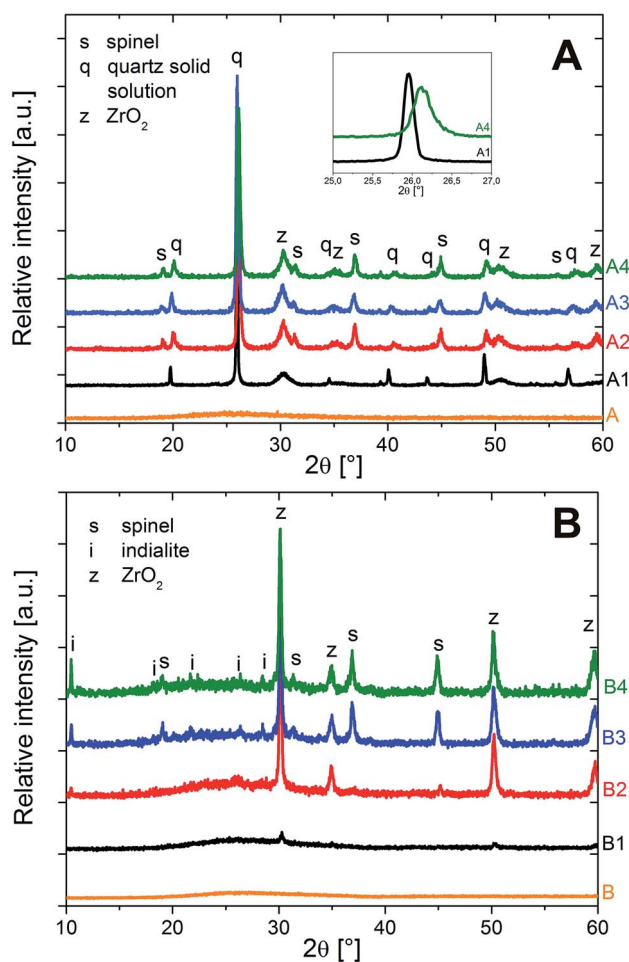 s spinel
q quartz solid
solution
z ZrO2
q
A
A4
A1
25,0 25,5 26,0 26,5 27,0
2θ [°]
s q z s q z s q q s q z s q z
A4
A3
A2
A1
A
Relative intensity [a.u.]
10 20 30 40 50 60
2θ [°]
s spinel
i indialite
z ZrO2
z
B
i i s i i i s z s s z z
B4
B3
B2
B1
B
Relative intensity [a.u.]
10 20 30 40 50 60
2θ [°]